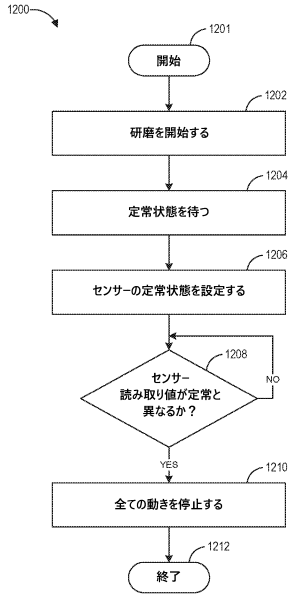 1200
1201
開始
1202
研磨を開始する
1204
定常状態を待つ
1206
センサーの定常状態を設定する
1208
センサー
読み取り値が定常と
異なるか？
NO
YES
1210
全ての動きを停止する
1212
終了